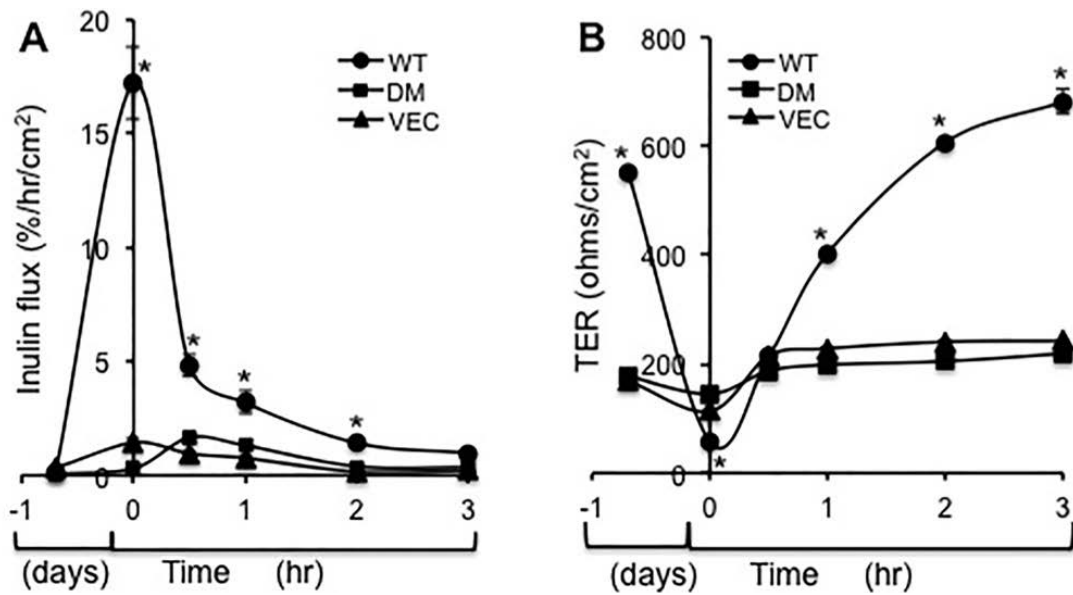 A
Inulin flux (%/hr/cm²)
20
15
10
5
0
WT
DM
VEC
*
*
*
*
-1 0 1 2 3
(days) Time (hr)
B
TER (ohms/cm²)
800
600
400
200
0
WT
DM
VEC
*
*
*
*
*
-1 0 1 2 3
(days) Time (hr)